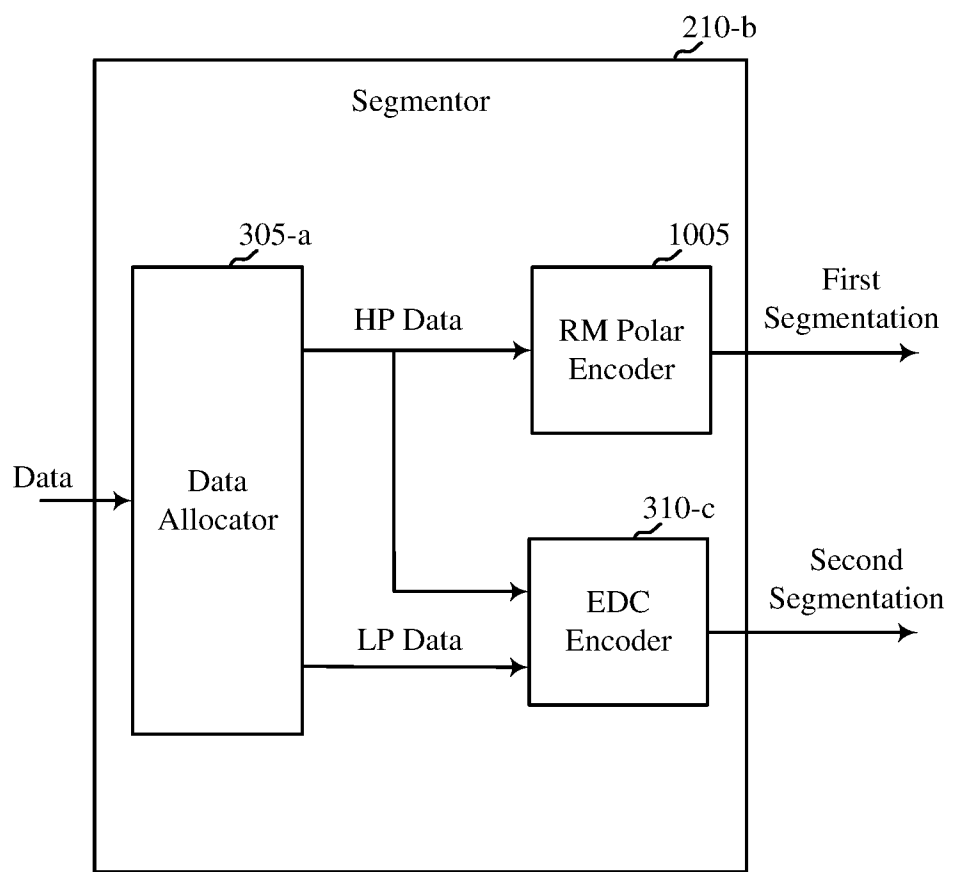 210-b
Segmentor
305-a
1005
HP Data
RM Polar
Encoder
First
Segmentation
Data
Data
Allocator
310-c
LP Data
EDC
Encoder
Second
Segmentation